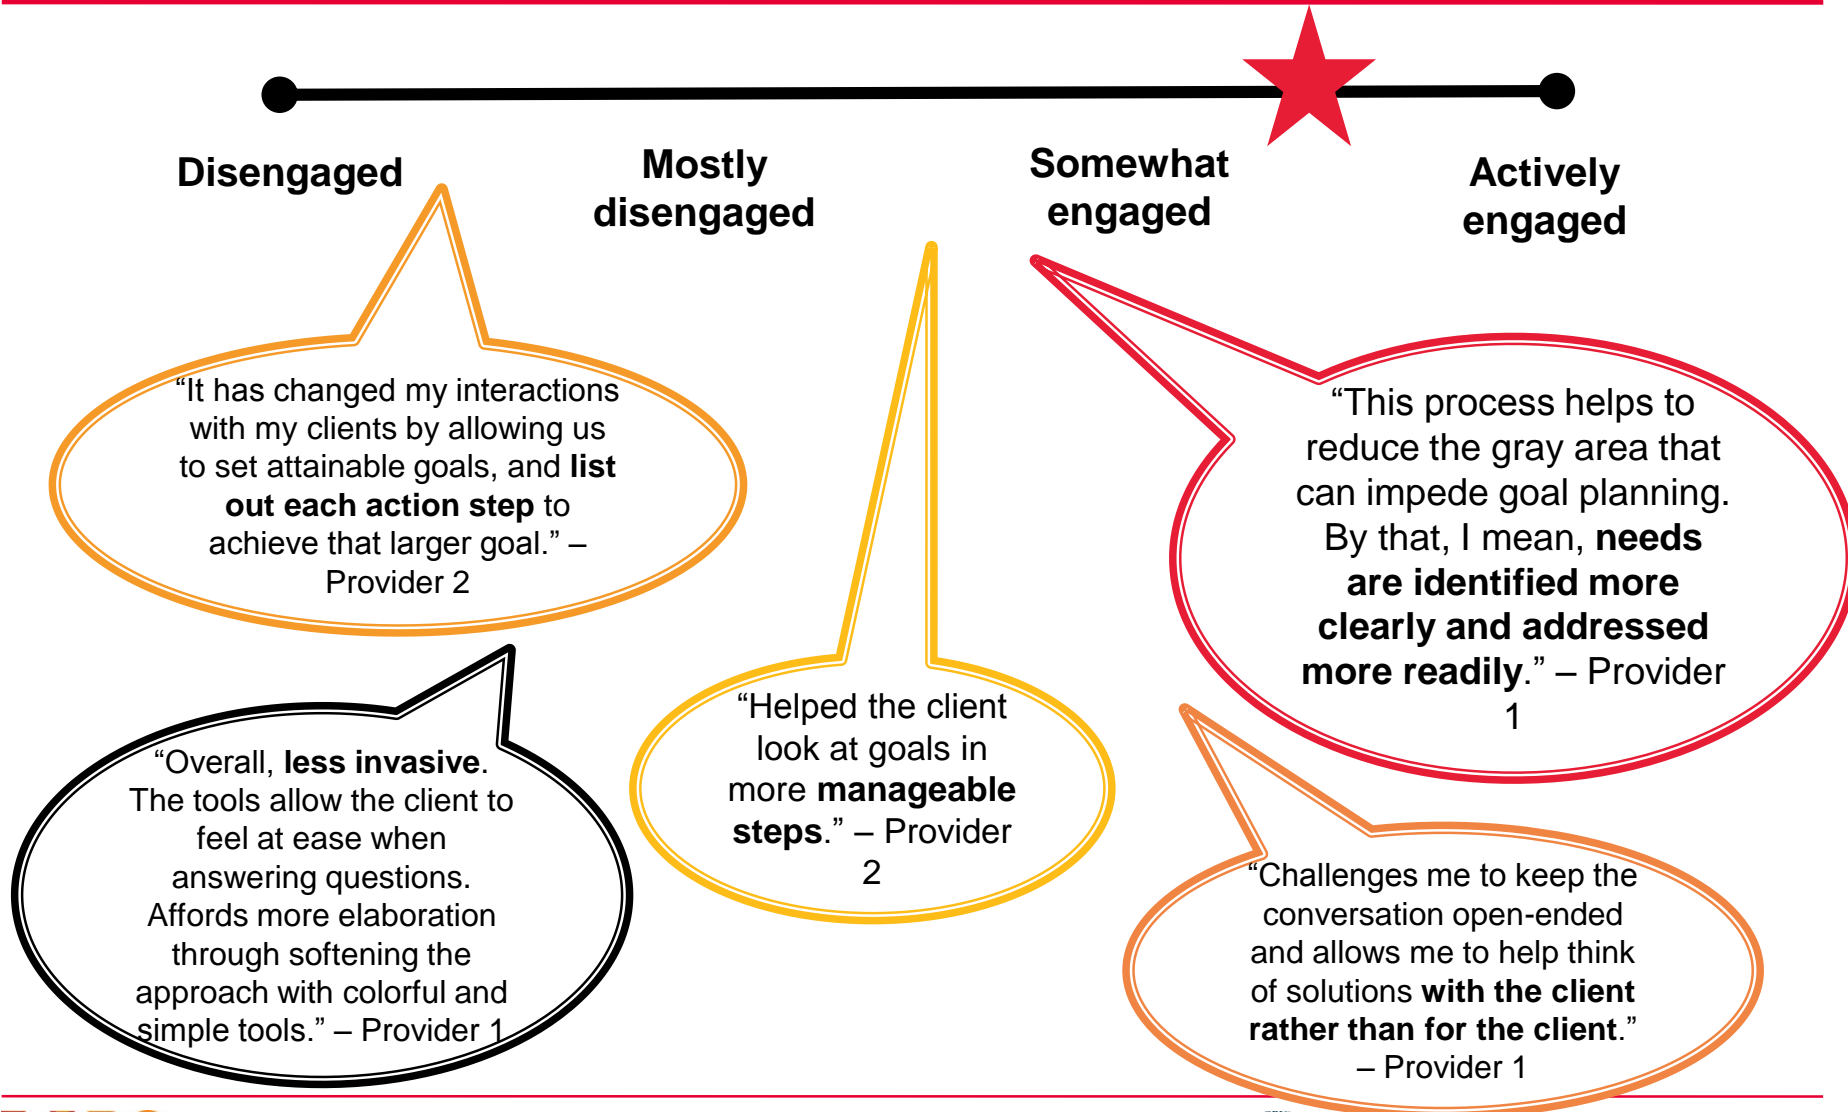 Disengaged
Mostly
disengaged
Somewhat
engaged
Actively
engaged
“It has changed my interactions
with my clients by allowing us
to set attainable goals, and list
out each action step to
achieve that larger goal.” –
Provider 2
“This process helps to
reduce the gray area that
can impede goal planning.
By that, I mean, needs
are identified more
clearly and addressed
more readily.” – Provider
1
“Overall, less invasive.
The tools allow the client to
feel at ease when
answering questions.
Affords more elaboration
through softening the
approach with colorful and
simple tools.” – Provider 1
“Helped the client
look at goals in
more manageable
steps.” – Provider
2
“Challenges me to keep the
conversation open-ended
and allows me to help think
of solutions with the client
rather than for the client.”
– Provider 1